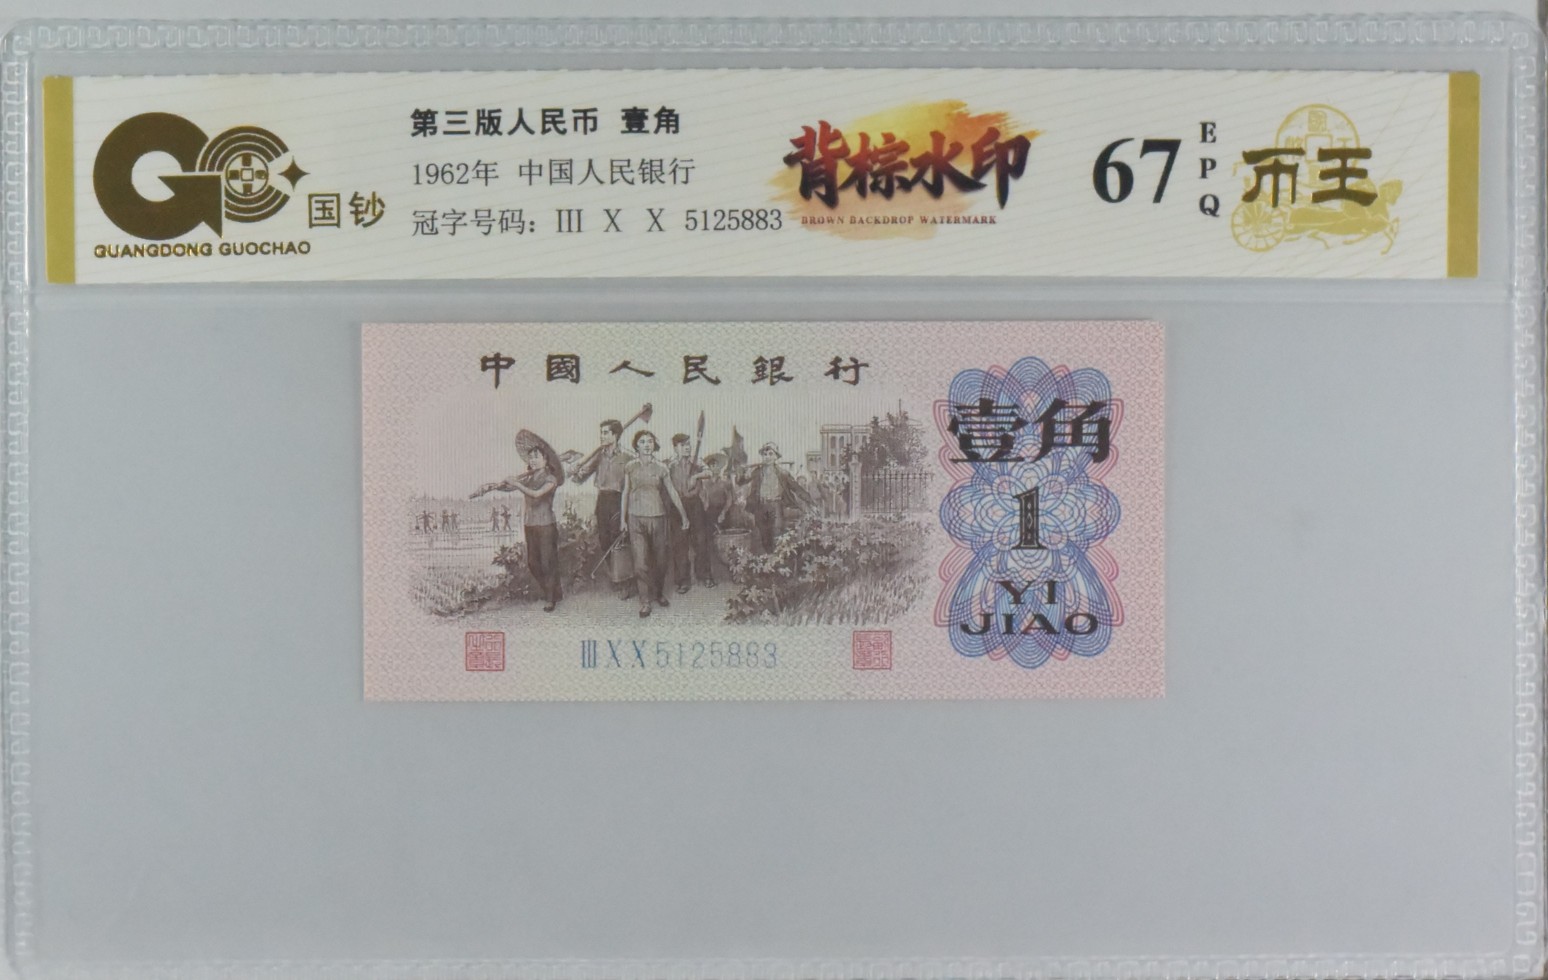 国钞
QUANGDONG GUOCHAO
第三版人民币 壹角
1962年 中国人民银行
冠字号码：Ⅲ X X 5125883
背棕水印
BROWN BACKDROP WATERMARK
67
EPQ
币王
中國人民銀行
壹角
1
YI
JIAO
ⅢXX5125883